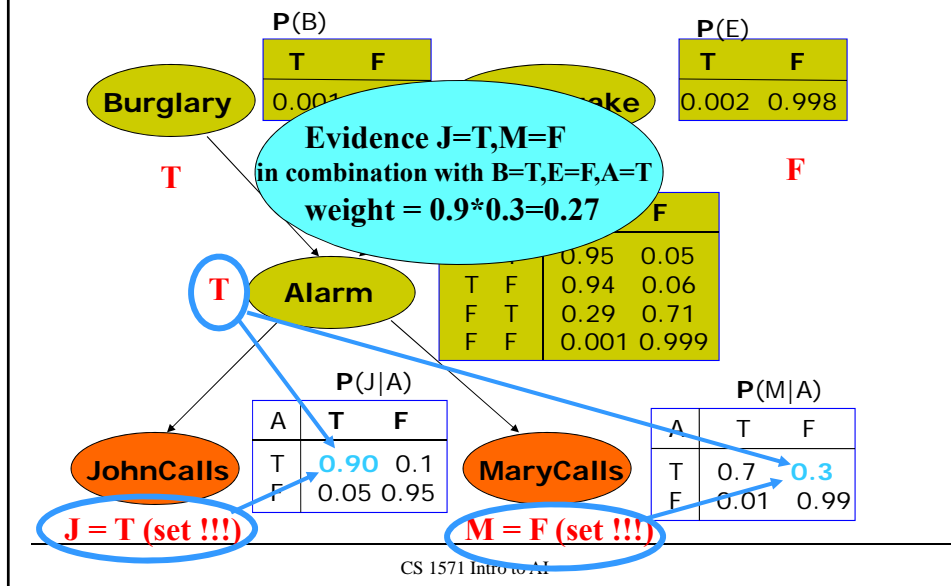 P(B)
T F
0.001
Burglary
T
P(E)
T F
0.002 0.998
F
Evidence J=T,M=F
in combination with B=T,E=F,A=T
weight = 0.9*0.3=0.27
F
0.95 0.05
T F 0.94 0.06
F T 0.29 0.71
F F 0.001 0.999
T
Alarm
P(J|A)
A T F
T 0.90 0.1
F 0.05 0.95
P(M|A)
A T F
T 0.7 0.3
F 0.01 0.99
JohnCalls
J = T (set !!!)
MaryCalls
M = F (set !!!)
CS 1571 Intro to AI